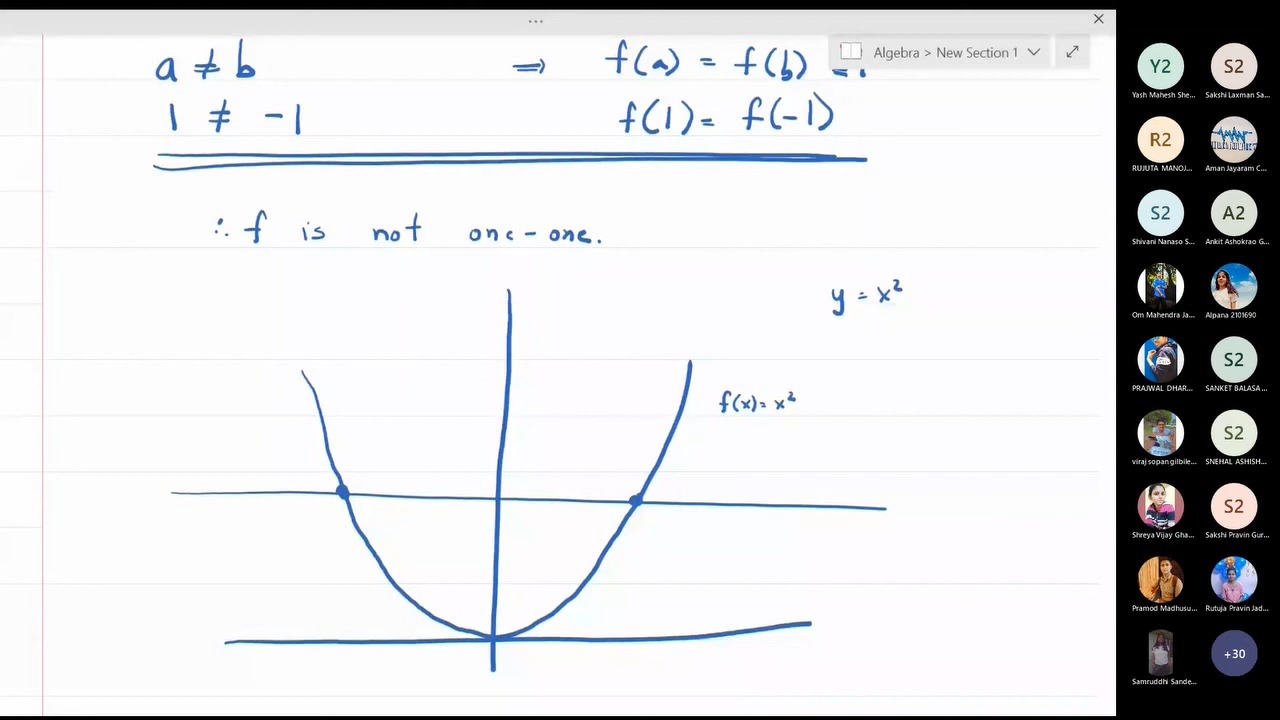 Algebra > New Section 1
a ≠ b ⇒ f(a) = f(b)
1 ≠ -1 f(1) = f(-1)
∴ f is not one-one.
y = x²
f(x) = x²
Y2
Yash Mahesh She...
S2
Sakshi Laxman Sa...
R2
RUJUTA MANOJ...
Aman Jayaram C...
S2
Shivani Nanaso S...
A2
Ankit Ashokrao G...
Om Mahendra Ja...
Alpana 2101690
PRAJWAL DHAR...
S2
SANKET BALASA...
viraj sopan gilbile...
S2
SNEHAL ASHISH...
Shreya Vijay Gha...
S2
Sakshi Pravin Gur...
Pramod Madhusu...
Rutuja Pravin Jad...
Samruddhi Sande...
+30